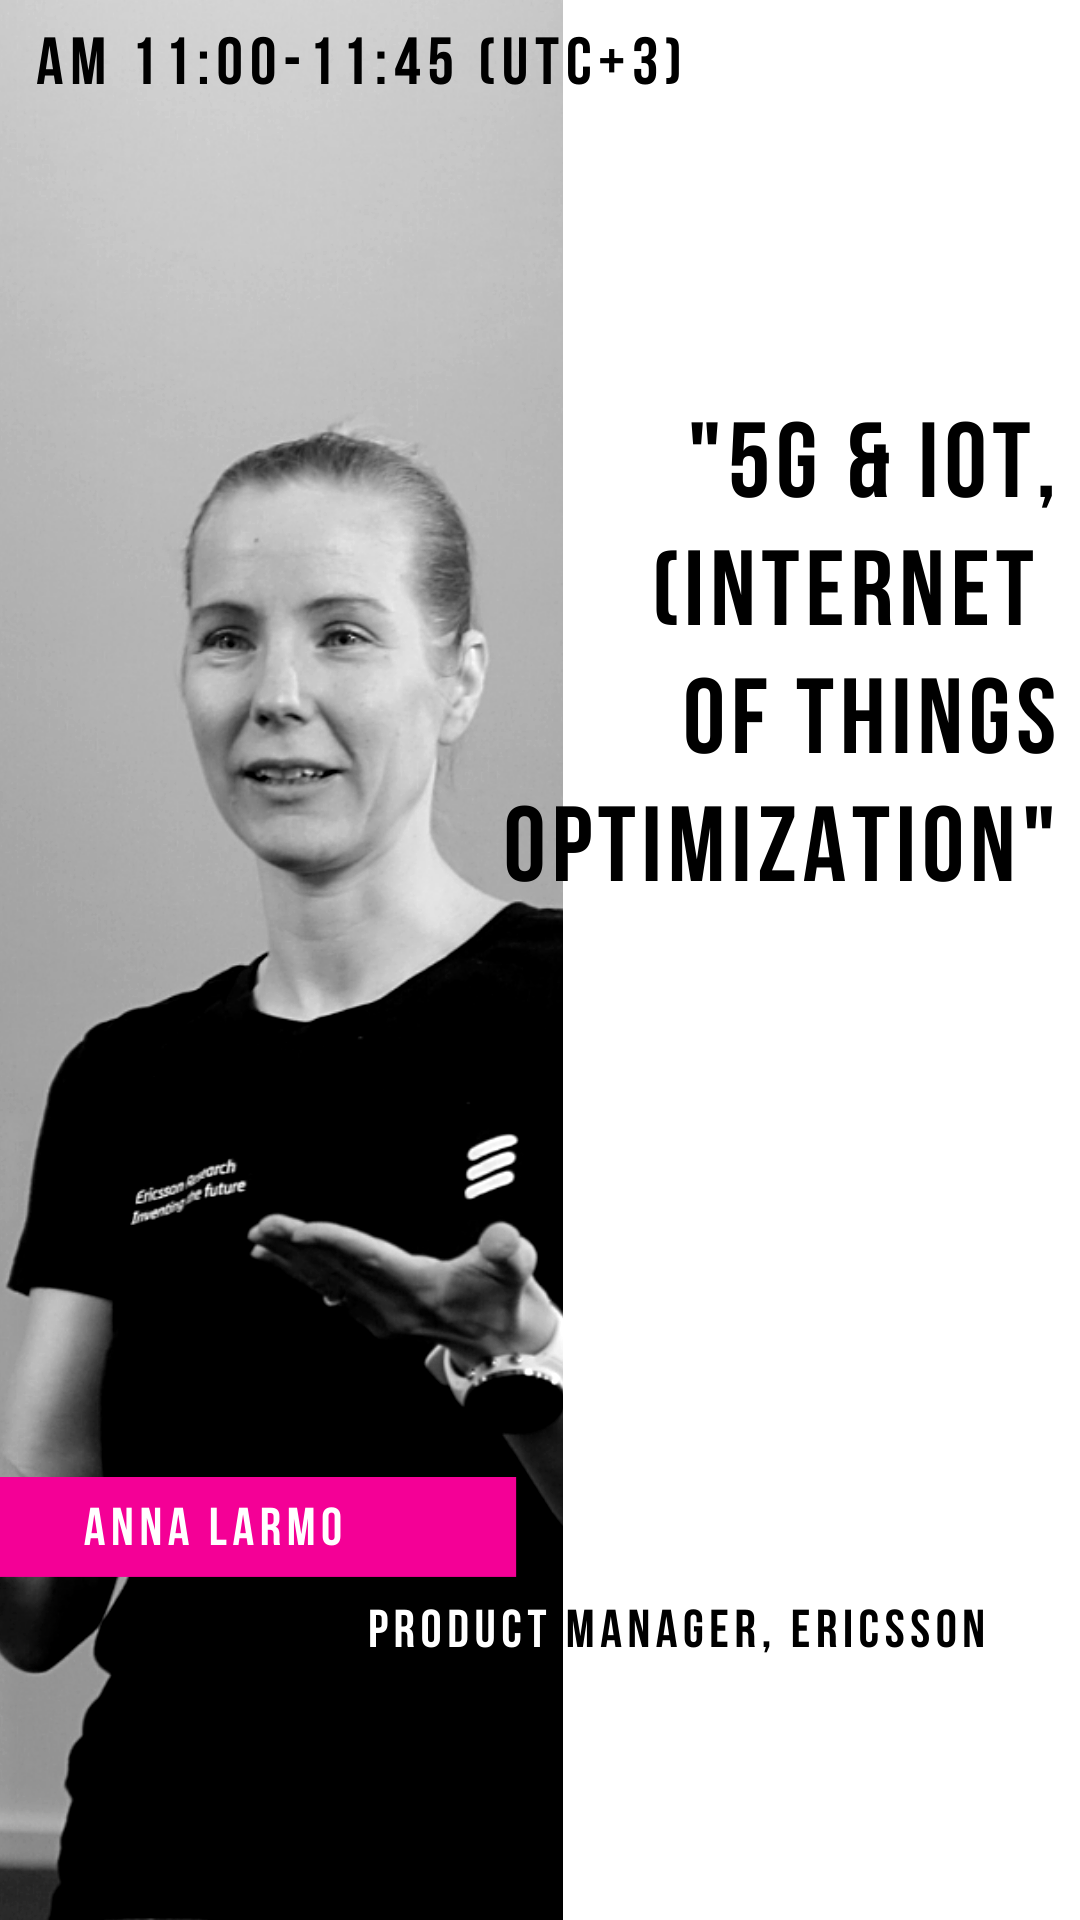 AM 11:00-11:45 (UTC+3)
"5G & IOT,
(INTERNET
OF THINGS
OPTIMIZATION"
Ericsson Research
Inventing the future
ANNA LARMO
PRODUCT MANAGER, ERICSSON